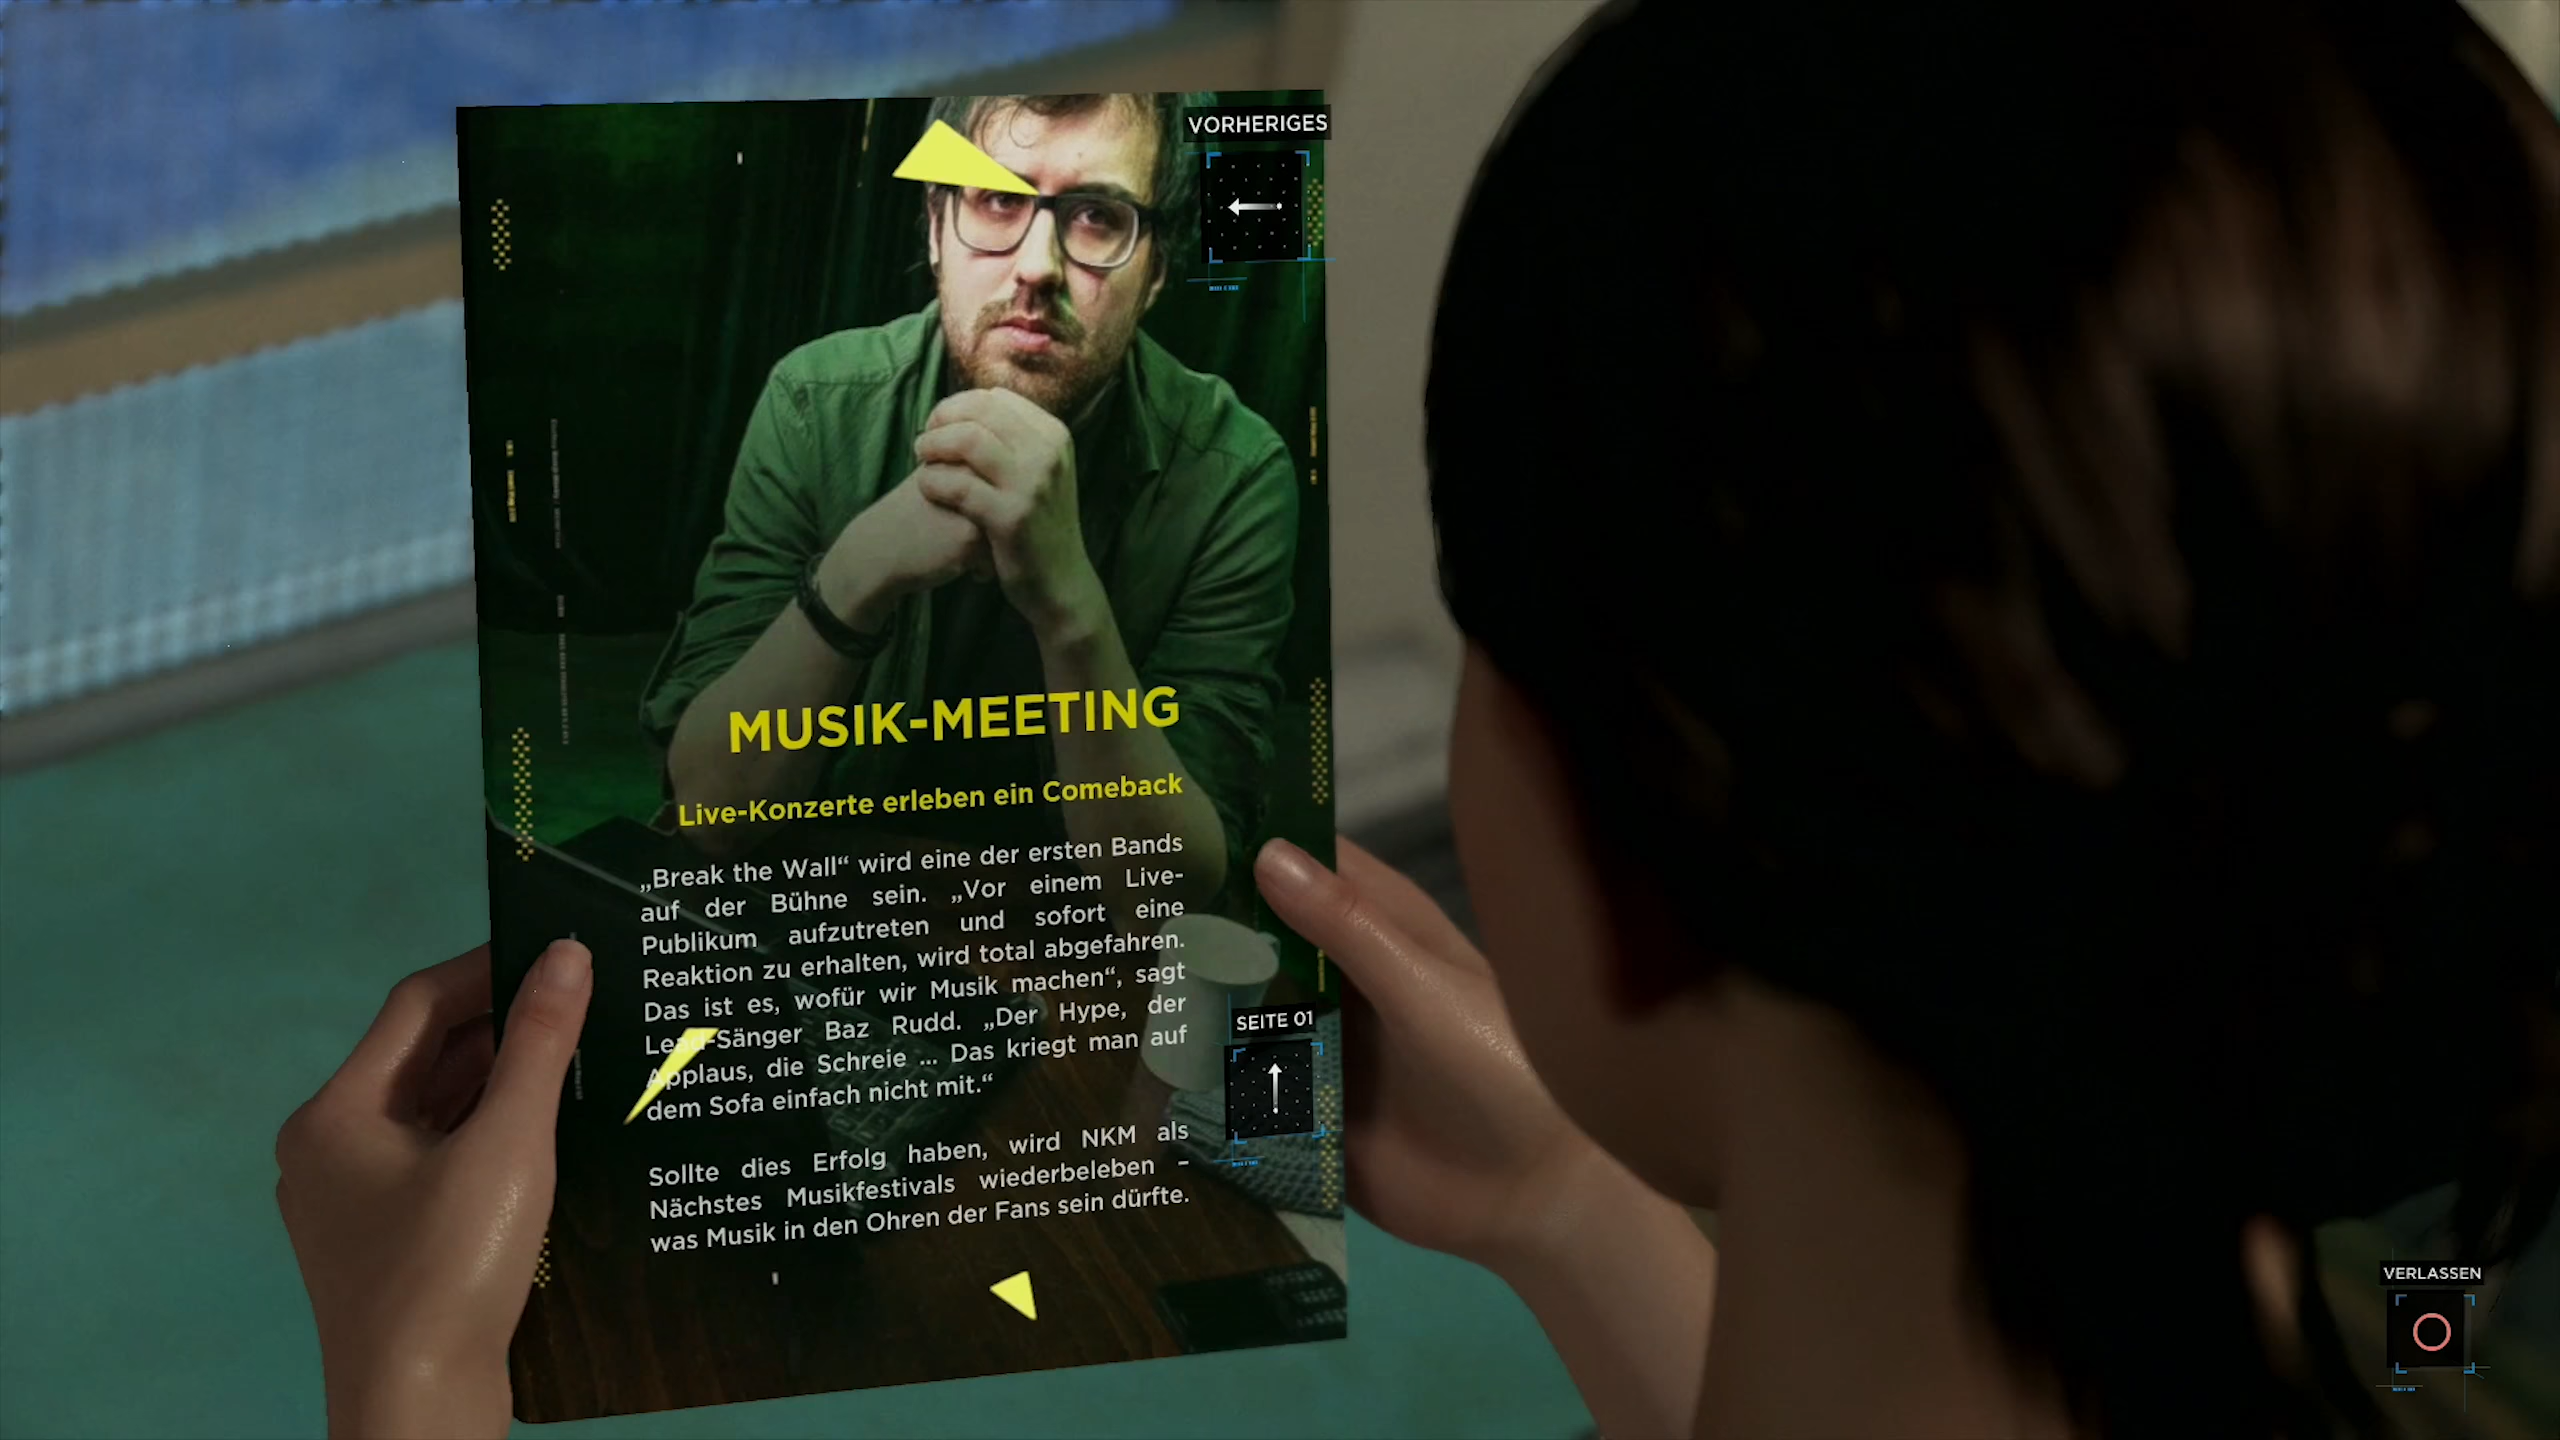 VORHERIGES
MUSIK-MEETING
Live-Konzerte erleben ein Comeback
„Break the Wall“ wird eine der ersten Bands
auf der Bühne sein. „Vor einem Live-
Publikum aufzutreten und sofort eine
Reaktion zu erhalten, wird total abgefahren.
Das ist es, wofür wir Musik machen“, sagt
Lead-Sänger Baz Rudd. „Der Hype, der
Applaus, die Schreie ... Das kriegt man auf
dem Sofa einfach nicht mit.“
Sollte dies Erfolg haben, wird NKM als
Nächstes Musikfestivals wiederbeleben –
was Musik in den Ohren der Fans sein dürfte.
SEITE 01
VERLASSEN